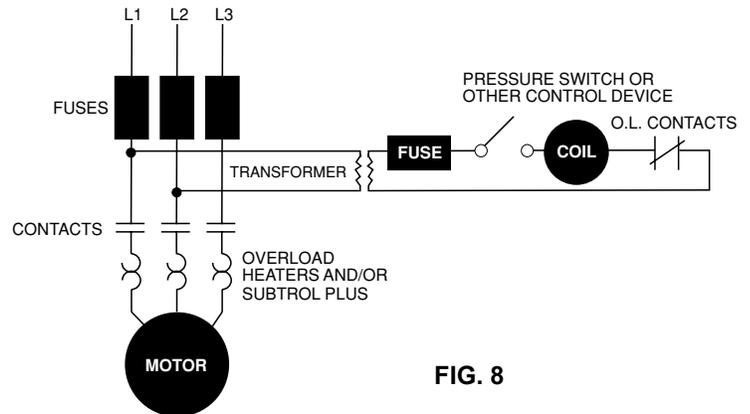 L1 L2 L3
FUSES
PRESSURE SWITCH OR
OTHER CONTROL DEVICE
O.L. CONTACTS
FUSE
COIL
TRANSFORMER
CONTACTS
OVERLOAD
HEATERS AND/OR
SUBTROL PLUS
MOTOR
FIG. 8